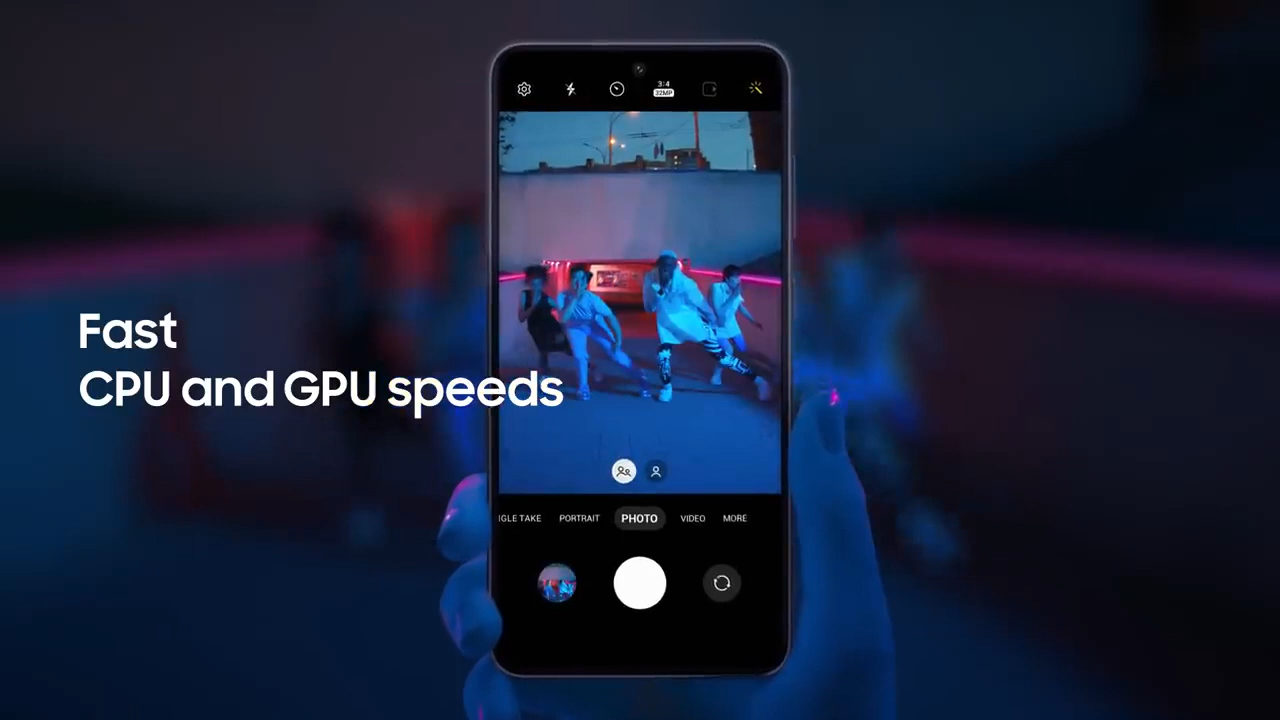 3:4
32MP
Fast
CPU and GPU speeds
IGLE TAKE PORTRAIT PHOTO VIDEO MORE